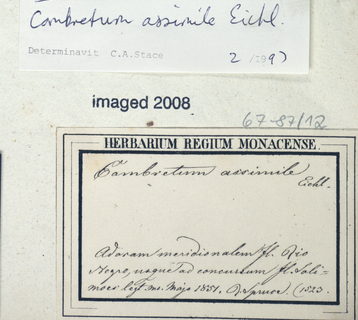 Combretum assimile Eichl.
Determinavit C.A.Stace 2 /1997
imaged 2008
67-87/12
HERBARIUM REGIUM MONACENSE.
Combretum assimile
Eichl.
Ad oram meridionalem fl. Rio
Negro, usque ad concursum fl. Soli=
moes legt. m. Majo 1851. R. Spruce (1523.